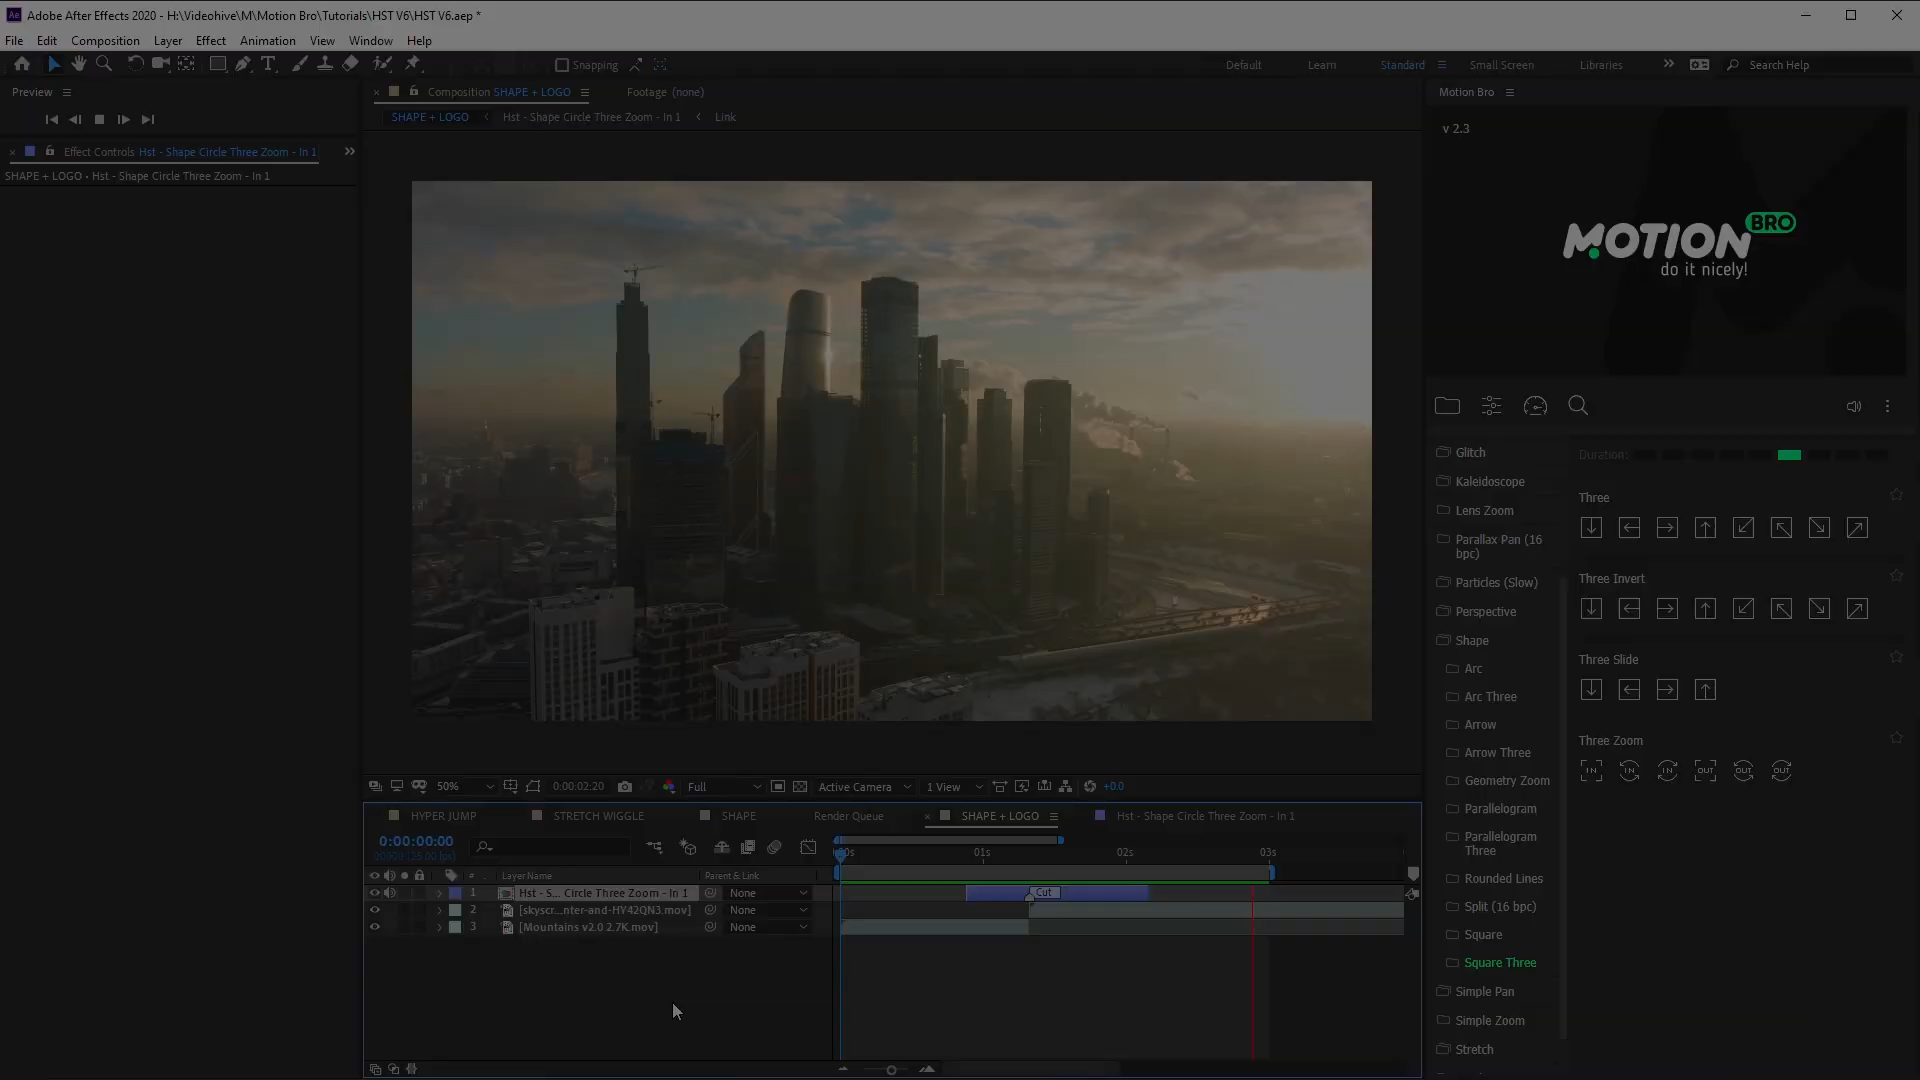 Adobe After Effects 2020 - H:\Videohive\M\Motion Bro\Tutorials\HST V6\HST V6.aep *
File Edit Composition Layer Effect Animation View Window Help
Snapping Default Learn Standard Small Screen Libraries Search Help
Preview
Composition SHAPE + LOGO
Footage (none)
Motion Bro
SHAPE + LOGO Hst - Shape Circle Three Zoom - In 1 Link
v 2.3
Effect Controls Hst - Shape Circle Three Zoom - In 1
SHAPE + LOGO • Hst - Shape Circle Three Zoom - In 1
MOTION BRO
do it nicely!
Glitch
Kaleidoscope
Lens Zoom
Parallax Pan (16 bpc)
Particles (Slow)
Perspective
Shape
Arc
Arc Three
Arrow
Arrow Three
Geometry Zoom
Parallelogram
Parallelogram Three
Rounded Lines
Split (16 bpc)
Square
Square Three
Simple Pan
Simple Zoom
Stretch
Duration:
Three
Three Invert
Three Slide
Three Zoom
IN IN IN OUT OUT OUT
50% 0:00:02:20 Full Active Camera 1 View +0.0
HYPER JUMP STRETCH WIGGLE SHAPE Render Queue SHAPE + LOGO Hst - Shape Circle Three Zoom - In 1
0:00:00:00
00000 (25.00 fps)
01s 02s 03s
# Layer Name Parent & Link
1 Hst - S... Circle Three Zoom - In 1 None Cut
2 [skyscr...nter-and-HY42QN3.mov] None
3 [Mountains v2.0 2.7K.mov] None